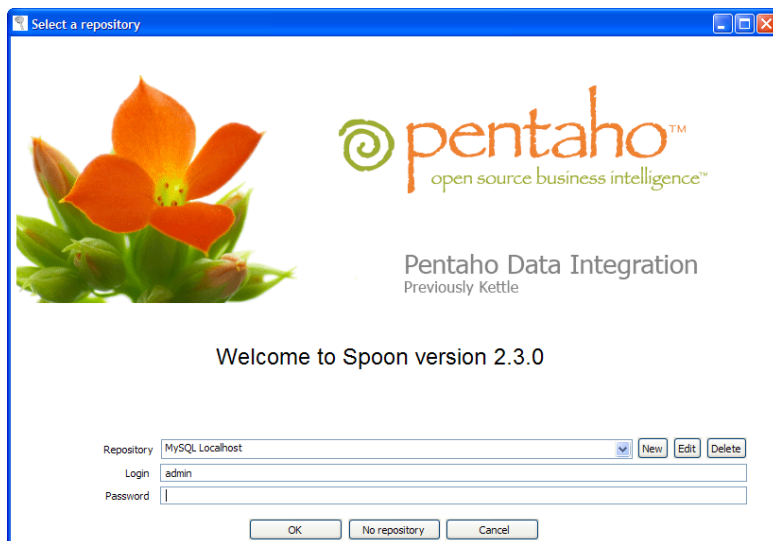 Select a repository
pentaho™
open source business intelligence™
Pentaho Data Integration
Previously Kettle
Welcome to Spoon version 2.3.0
Repository MySQL Localhost New Edit Delete
Login admin
Password
OK No repository Cancel